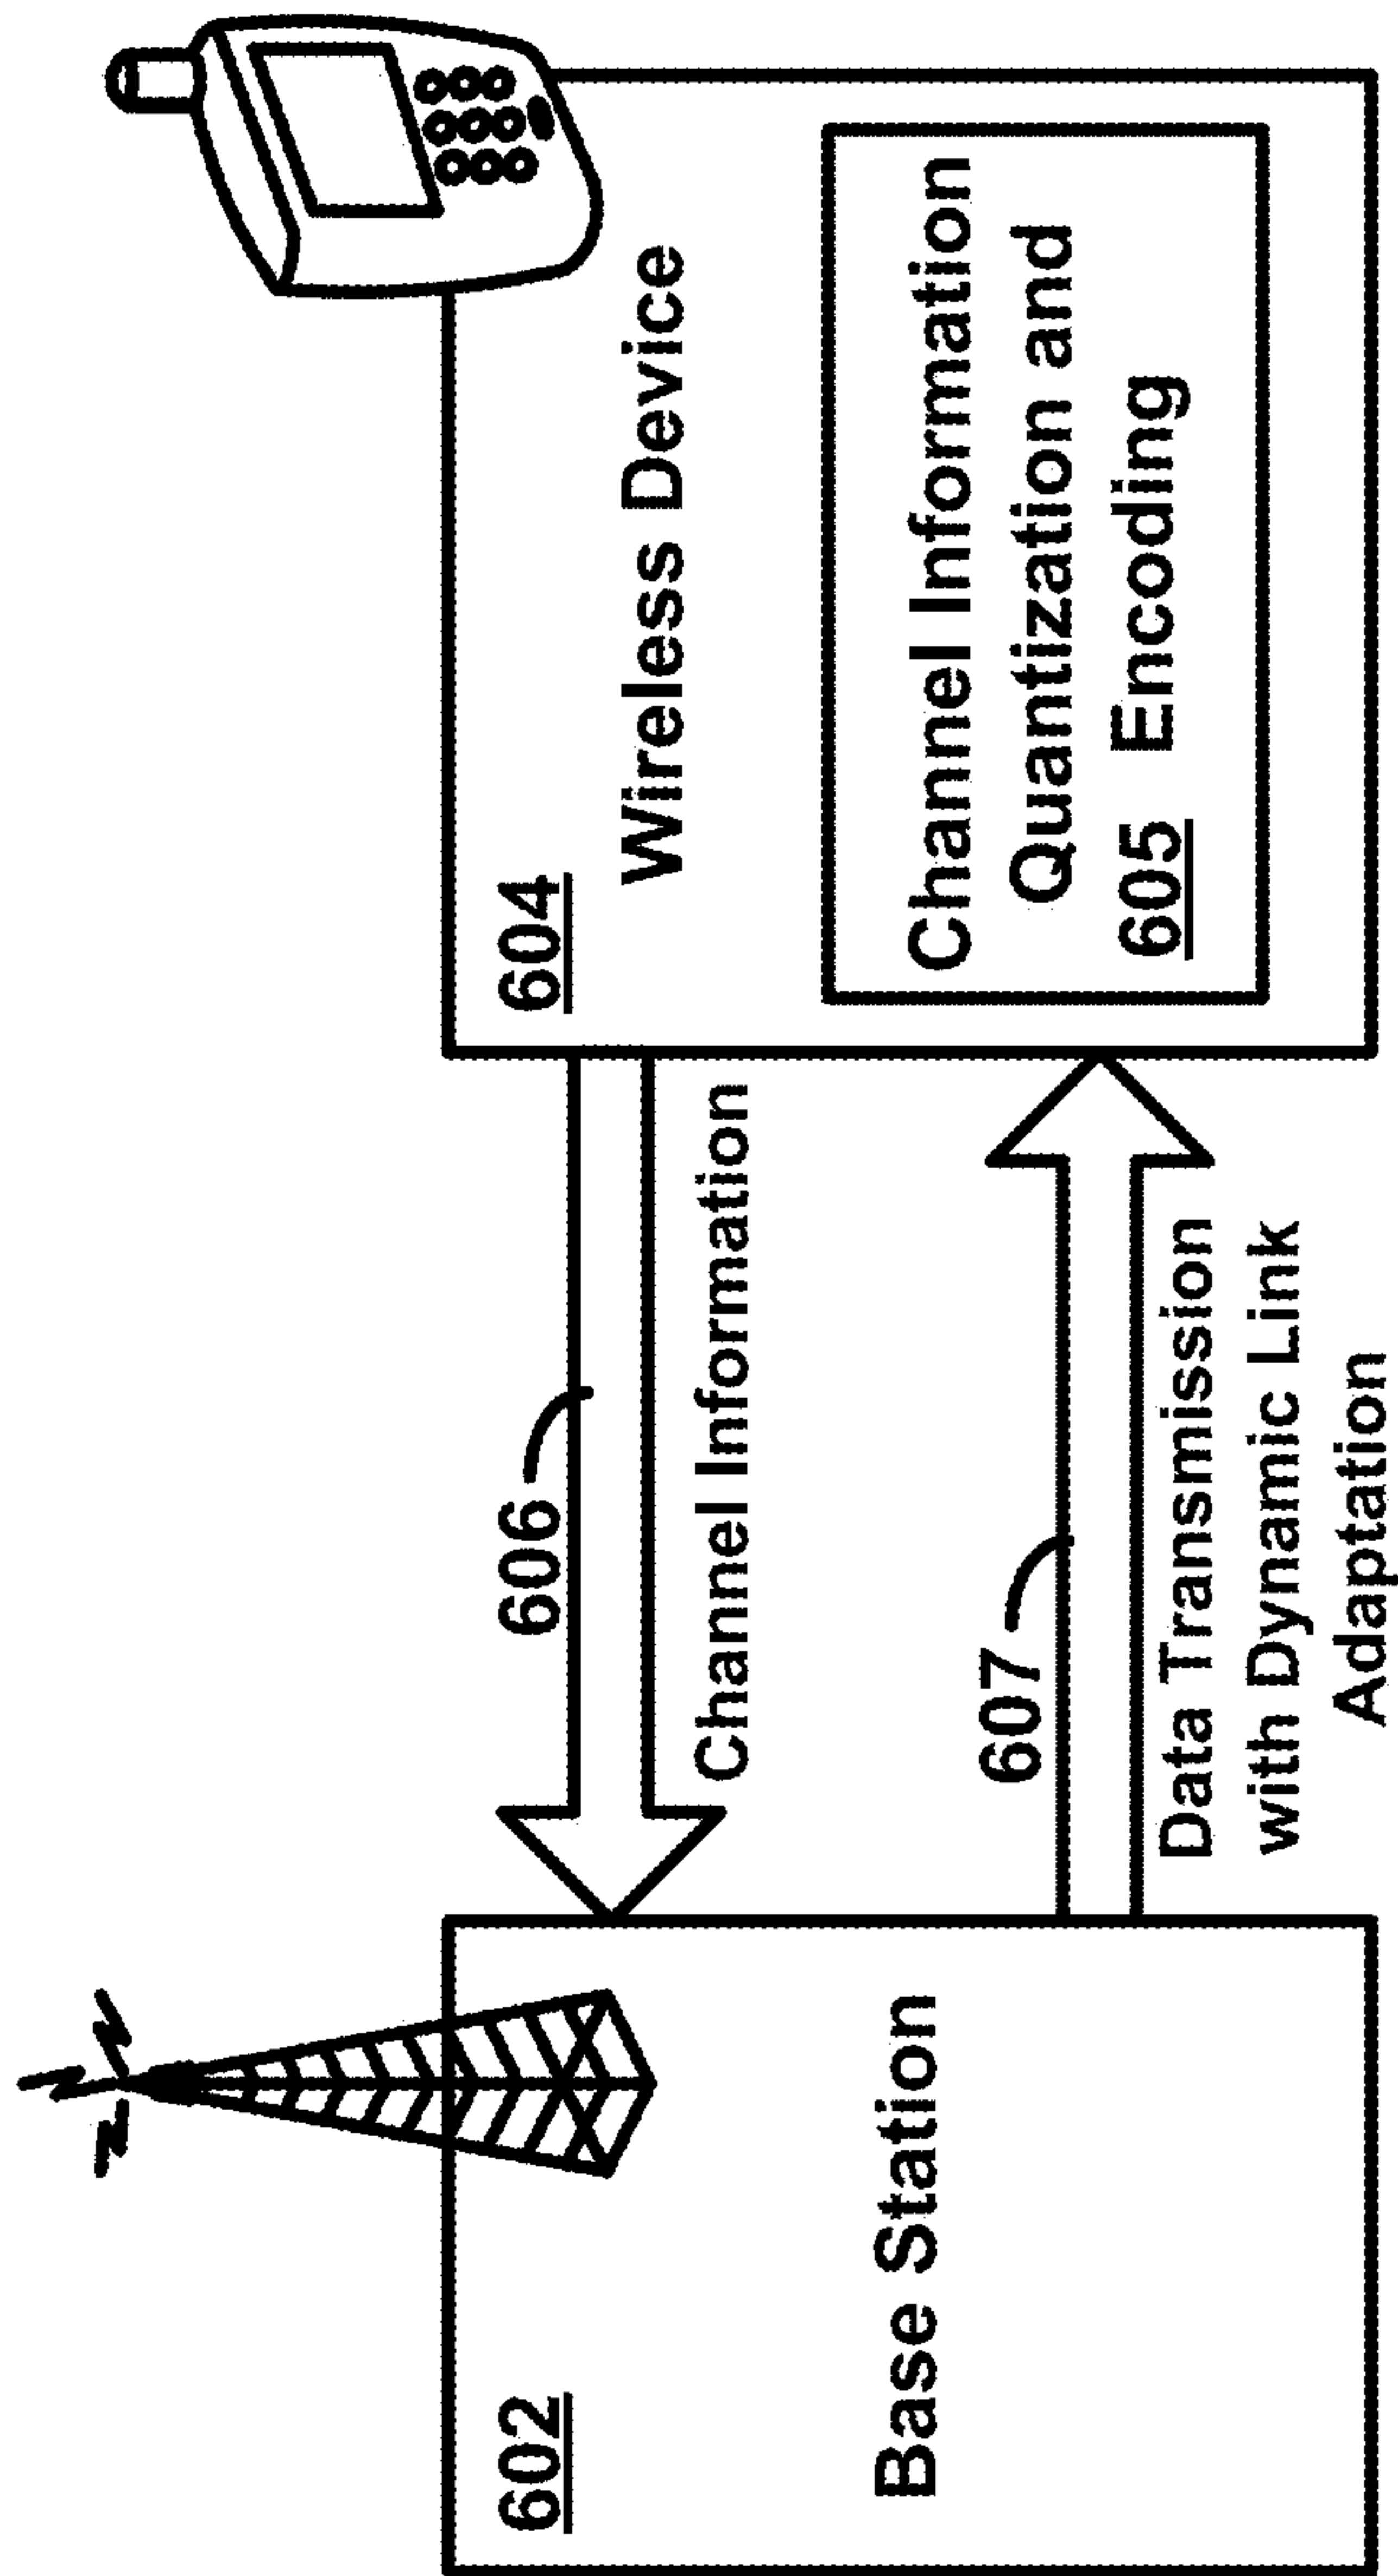 602
Base Station
606
Channel Information
607
Data Transmission
with Dynamic Link
Adaptation
604
Wireless Device
Channel Information
Quantization and
605 Encoding